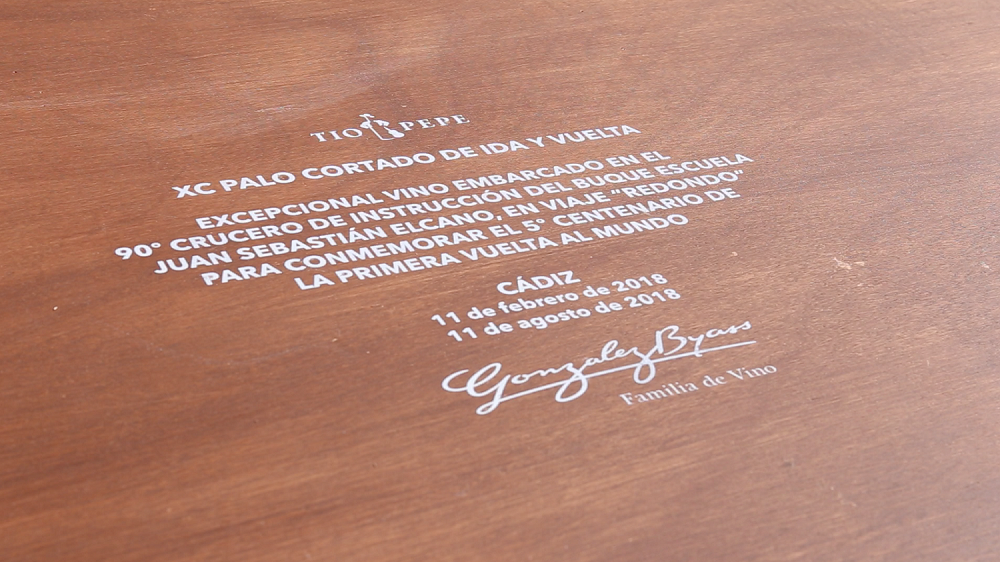 TIO PEPE
XC PALO CORTADO DE IDA Y VUELTA
EXCEPCIONAL VINO EMBARCADO EN EL
90º CRUCERO DE INSTRUCCIÓN DEL BUQUE ESCUELA
JUAN SEBASTIÁN ELCANO, EN VIAJE "REDONDO"
PARA CONMEMORAR EL 5º CENTENARIO DE
LA PRIMERA VUELTA AL MUNDO
CÁDIZ
11 de febrero de 2018
11 de agosto de 2018
Gonzalez Byass
Familia de Vino